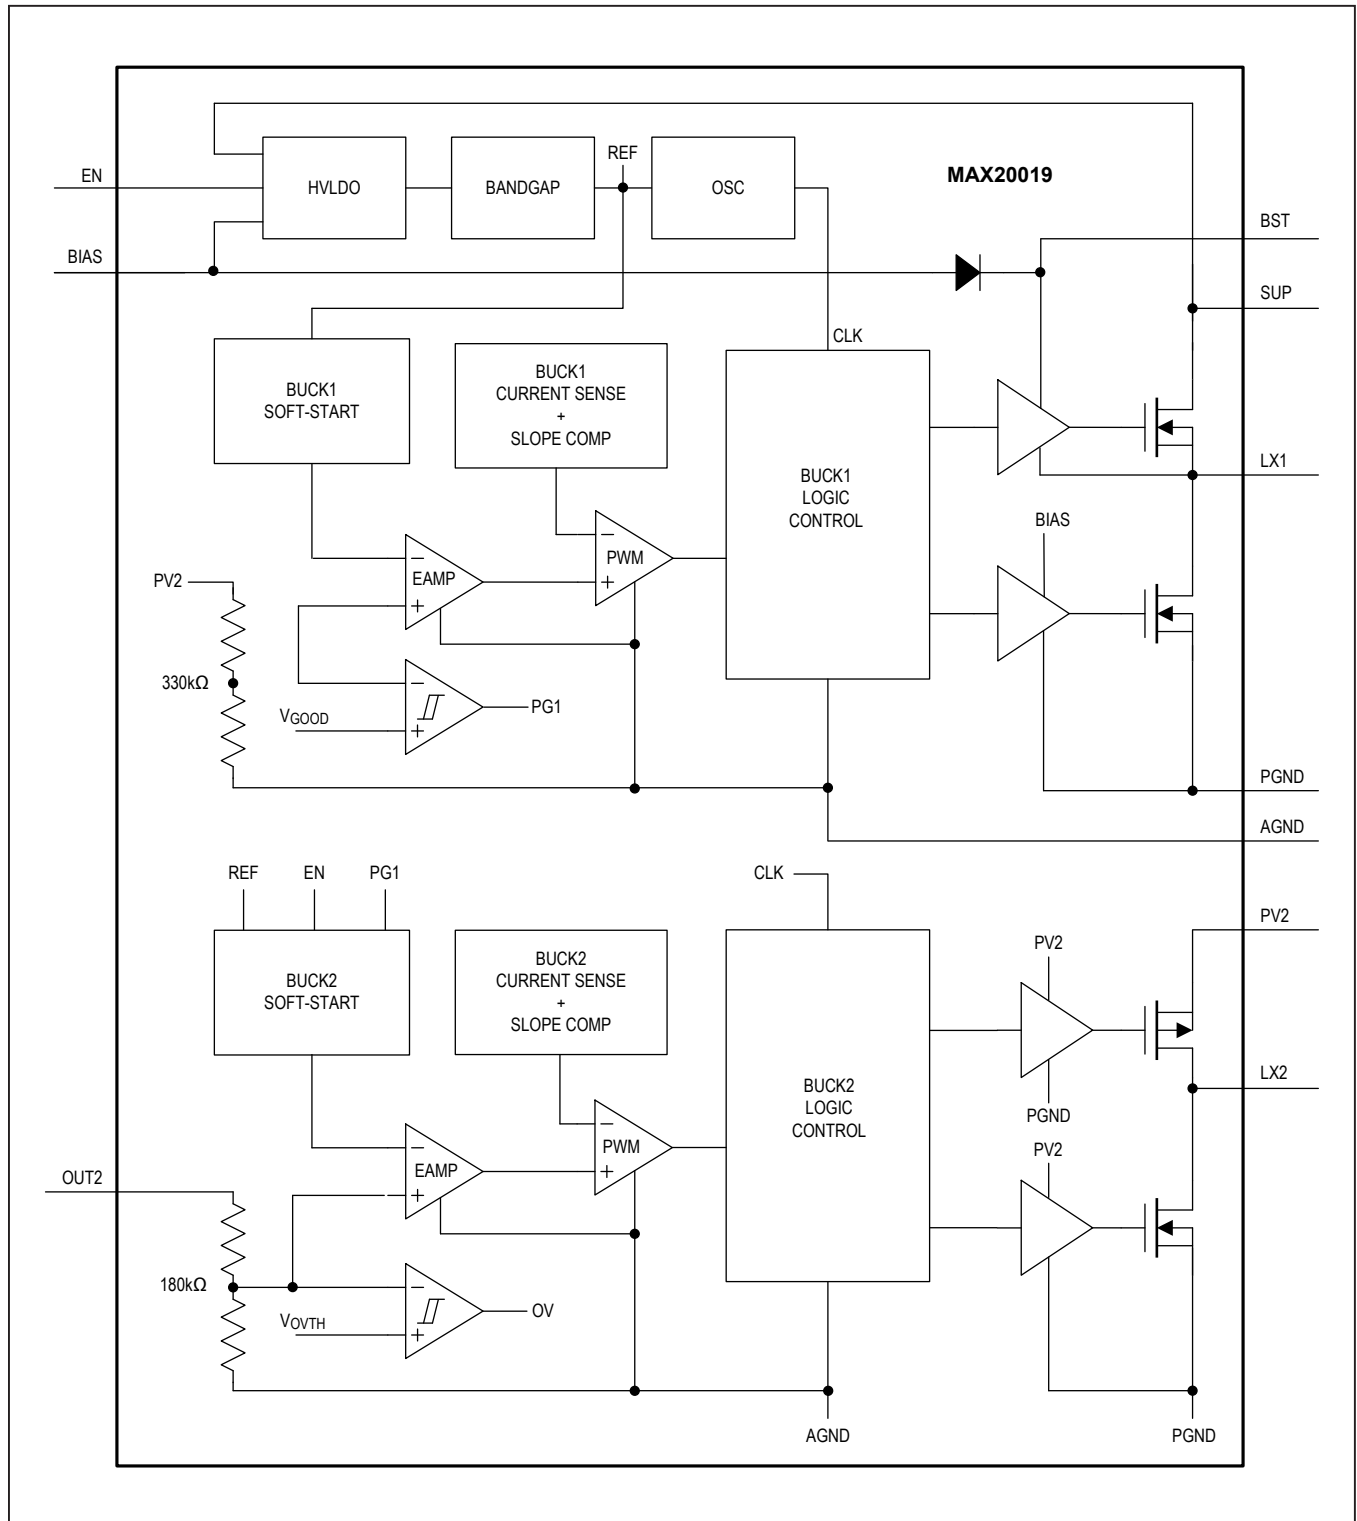 MAX20019
EN
HVLDO
BANDGAP
REF
OSC
BIAS
BST
SUP
CLK
BUCK1
SOFT-START
BUCK1
CURRENT SENSE
+
SLOPE COMP
BUCK1
LOGIC
CONTROL
LX1
BIAS
−
EAMP
+
−
PWM
+
PV2
330kΩ
−
VGOOD
+
PG1
PGND
AGND
REF
EN
PG1
CLK
PV2
BUCK2
SOFT-START
BUCK2
CURRENT SENSE
+
SLOPE COMP
BUCK2
LOGIC
CONTROL
PV2
PGND
LX2
PV2
−
EAMP
+
−
PWM
+
OUT2
180kΩ
−
VOVTH
+
OV
AGND
PGND